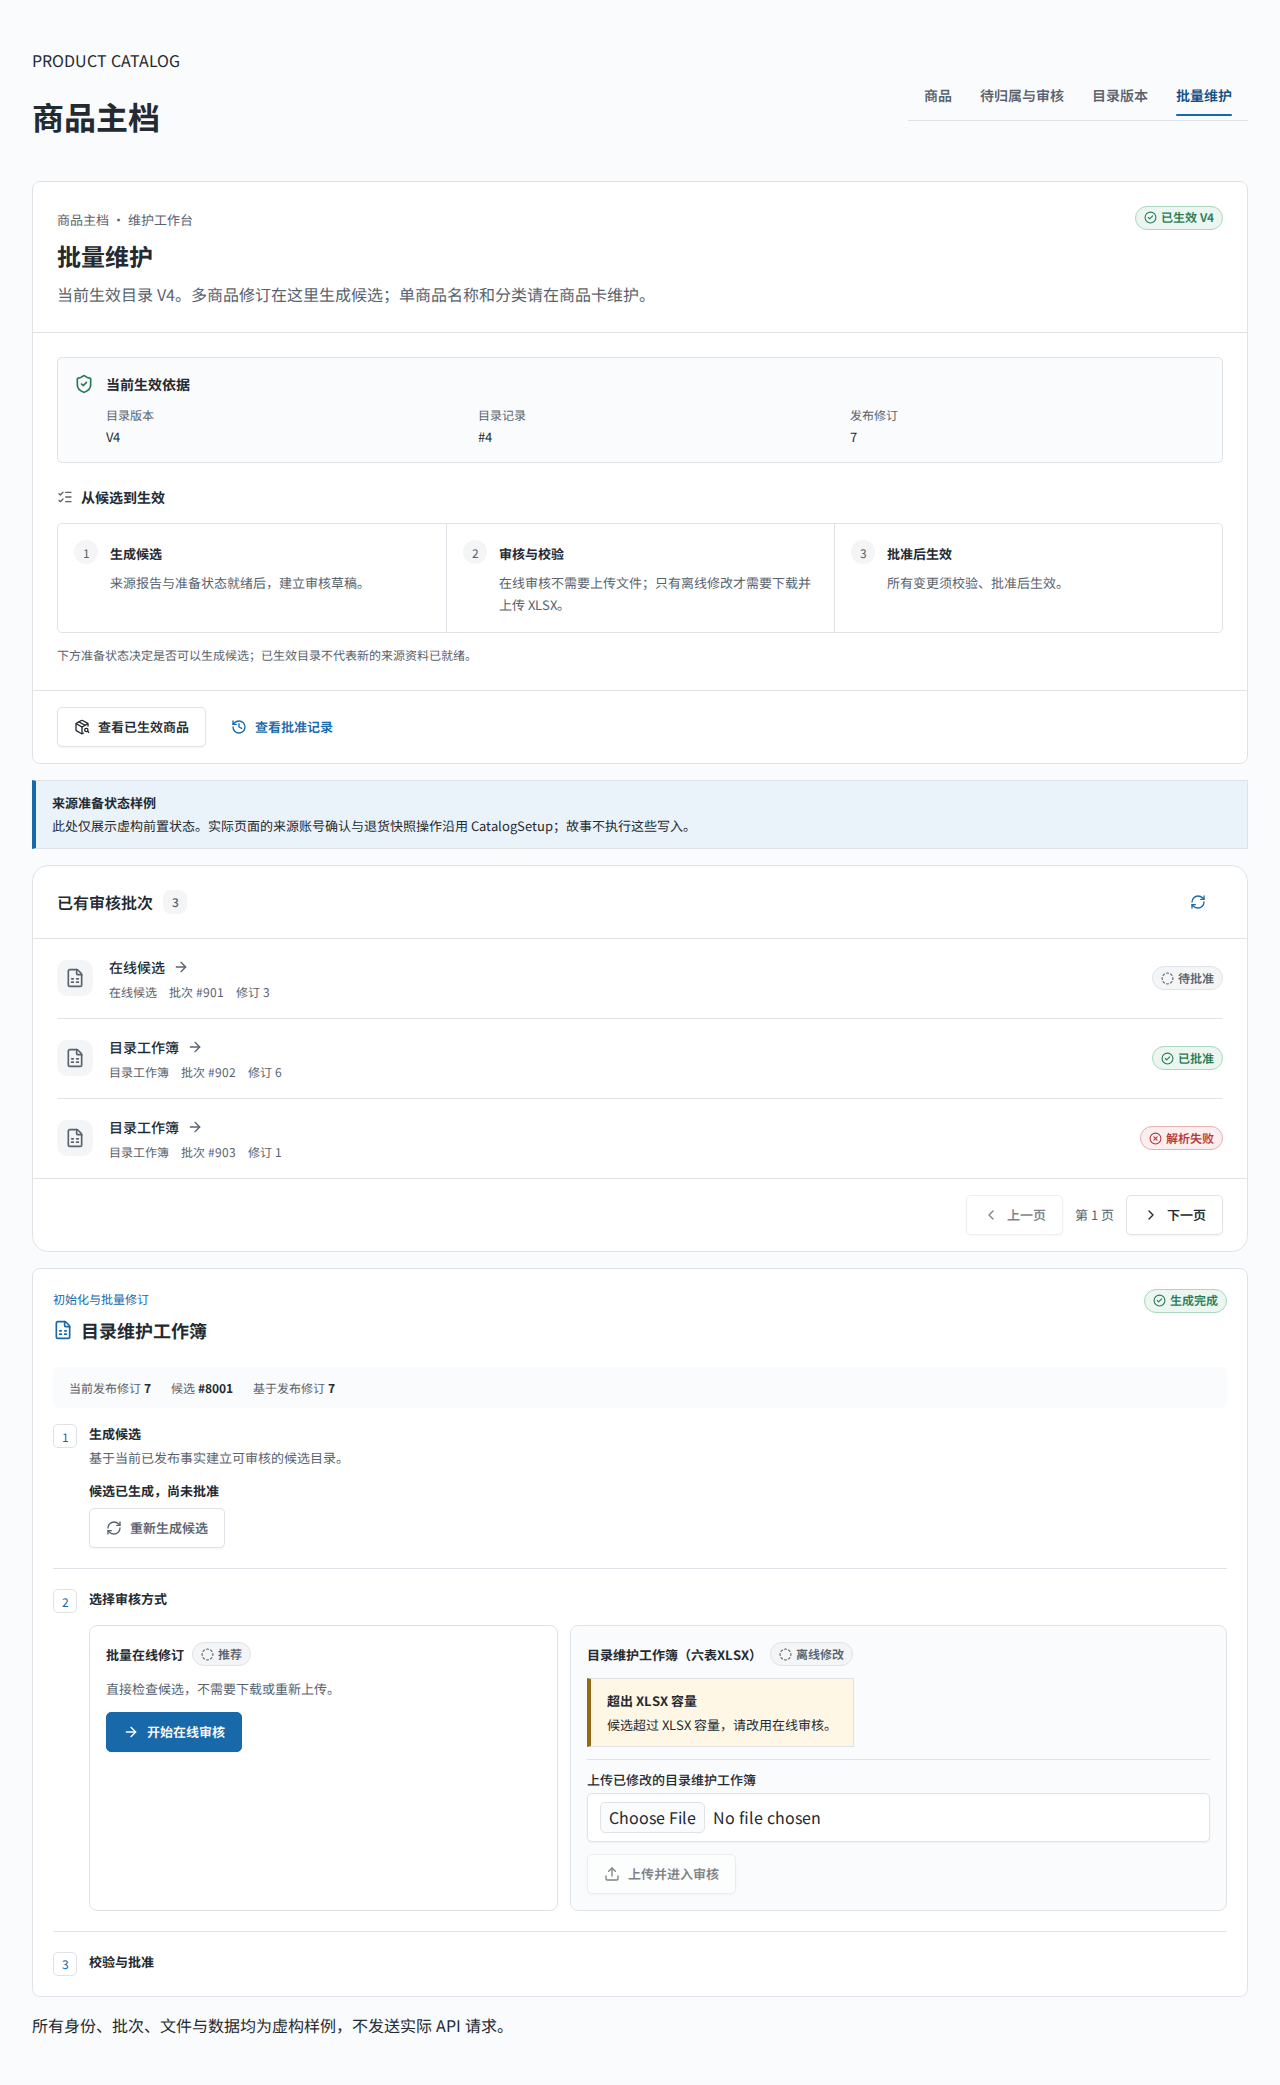 PRODUCT CATALOG
商品主档
商品
待归属与审核
目录版本
批量维护
商品主档 · 维护工作台
已生效 V4
批量维护
当前生效目录 V4。多商品修订在这里生成候选；单商品名称和分类请在商品卡维护。
当前生效依据
目录版本
目录记录
发布修订
V4
#4
7
从候选到生效
1
生成候选
来源报告与准备状态就绪后，建立审核草稿。
2
审核与校验
在线审核不需要上传文件；只有离线修改才需要下载并
上传 XLSX。
3
批准后生效
所有变更须校验、批准后生效。
下方准备状态决定是否可以生成候选；已生效目录不代表新的来源资料已就绪。
查看已生效商品
查看批准记录
来源准备状态样例
此处仅展示虚构前置状态。实际页面的来源账号确认与退货快照操作沿用 CatalogSetup；故事不执行这些写入。
已有审核批次 3
在线候选
在线候选 批次 #901 修订 3
待批准
目录工作簿
目录工作簿 批次 #902 修订 6
已批准
目录工作簿
目录工作簿 批次 #903 修订 1
解析失败
上一页
第 1 页
下一页
初始化与批量修订
生成完成
目录维护工作簿
当前发布修订 7 候选 #8001 基于发布修订 7
1
生成候选
基于当前已发布事实建立可审核的候选目录。
候选已生成，尚未批准
重新生成候选
2
选择审核方式
批量在线修订 推荐
直接检查候选，不需要下载或重新上传。
开始在线审核
目录维护工作簿（六表XLSX） 离线修改
超出 XLSX 容量
候选超过 XLSX 容量，请改用在线审核。
上传已修改的目录维护工作簿
Choose File No file chosen
上传并进入审核
3
校验与批准
所有身份、批次、文件与数据均为虚构样例，不发送实际 API 请求。